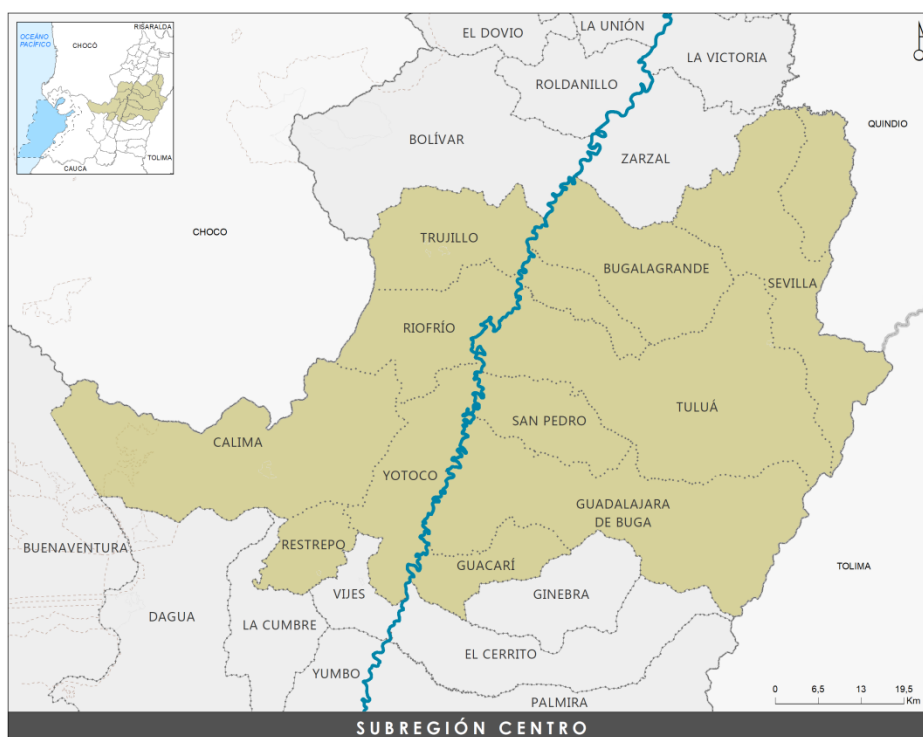 RISARALDA
OCEÁNO
PACÍFICO
CHOCÓ
TOLIMA
CAUCA
EL DOVIO
LA UNIÓN
LA VICTORIA
ROLDANILLO
QUINDIO
BOLÍVAR
ZARZAL
CHOCO
TRUJILLO
BUGALAGRANDE
SEVILLA
RIOFRÍO
TULUÁ
SAN PEDRO
CALIMA
YOTOCO
GUADALAJARA
DE BUGA
BUENAVENTURA
RESTREPO
GUACARÍ
TOLIMA
VIJES
GINEBRA
DAGUA
LA CUMBRE
EL CERRITO
YUMBO
PALMIRA
0 6,5 13 19,5
Km
SUBREGIÓN CENTRO